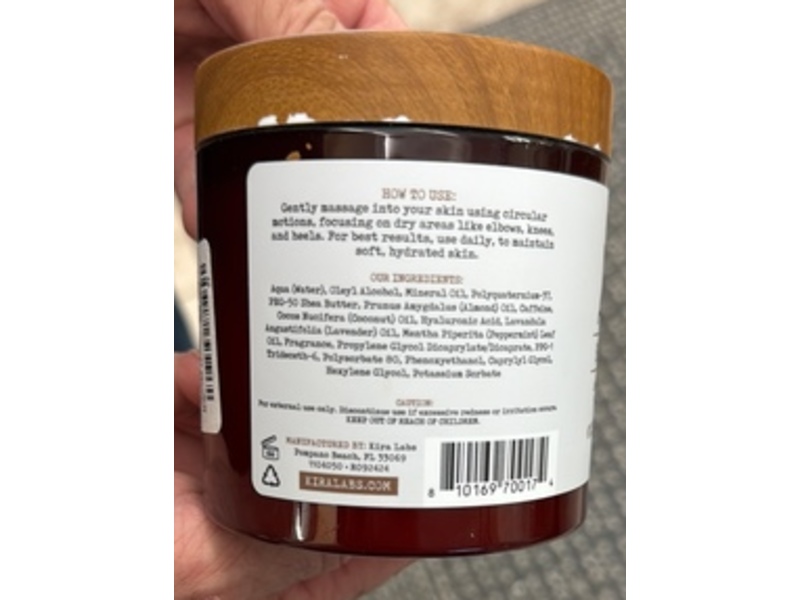 HOW TO USE:
Gently massage into your skin using circular
motions, focusing on dry areas like elbows, knees,
and heels. For best results, use daily, to maintain
soft, hydrated skin.
OUR INGREDIENTS:
Aqua (Water), Oleyl Alcohol, Mineral Oil, Polyquaternium-37,
PEG-50 Shea Butter, Prunus Amygdalus (Almond) Oil, Caffeine,
Cocos Nucifera (Coconut) Oil, Hyaluronic Acid, Lavandula
Angustifolia (Lavender) Oil, Mentha Piperita (Peppermint) Leaf
Oil, Fragrance, Propylene Glycol Dicaprylate/Dicaprate, PPG-1
Trideceth-6, Polysorbate 80, Phenoxyethanol, Caprylyl Glycol,
Hexylene Glycol, Potassium Sorbate
CAUTION:
For external use only. Discontinue use if excessive redness or irritation occurs.
KEEP OUT OF REACH OF CHILDREN.
MANUFACTURED BY: Kira Labs
Pompano Beach, FL 33069
7104050 • R092424
KIRALABS.COM
8 10169 70017 4